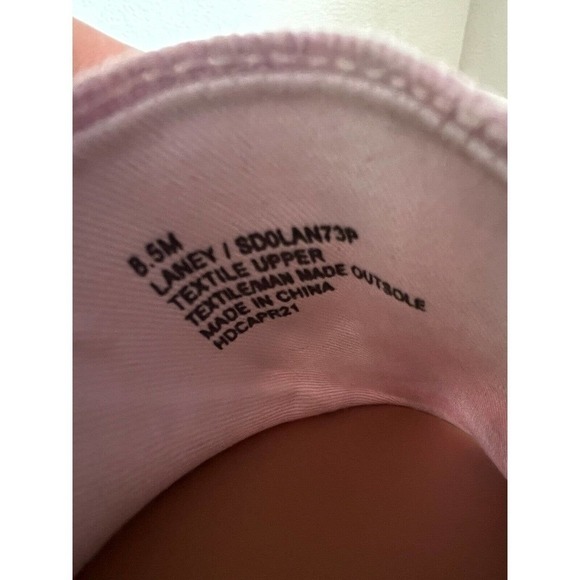 8.5M
LANEY / SD0LAN73P
TEXTILE UPPER
TEXTILE/MAN MADE OUTSOLE
MADE IN CHINA
HDCAPR21